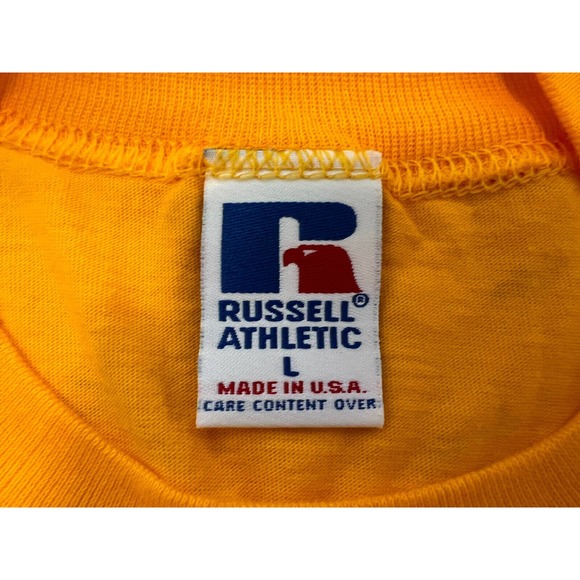 R
RUSSELL®
ATHLETIC
L
MADE IN U.S.A.
CARE CONTENT OVER